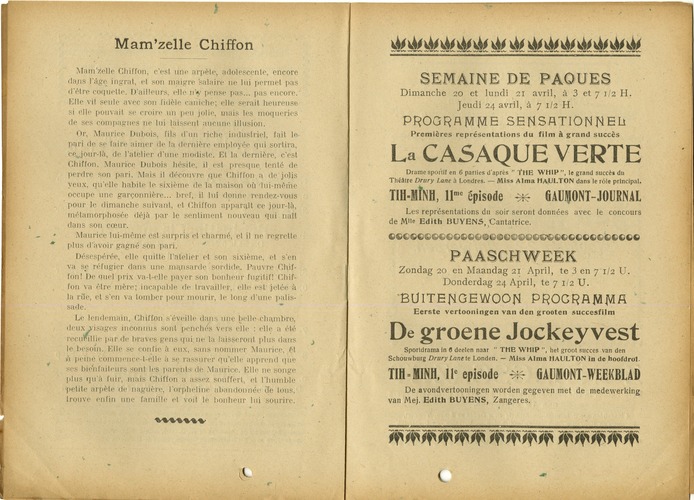 Mam'zelle Chiffon
Mam'zelle Chiffon, c'est une arpète, adolescente, encore
dans l'âge ingrat, et son maigre salaire ne lui permet pas
d'être coquette. D'ailleurs, elle n'y pense pas... pas encore.
Elle vit seule avec son fidèle caniche; elle serait heureuse
si elle pouvait se croire un peu jolie, mais les moqueries
de ses compagnes ne lui laissent aucune illusion.
Or, Maurice Dubois, fils d'un riche industriel, fait le
pari de se faire aimer de la dernière employée qui sortira,
ce jour-là, de l'atelier d'une modiste. Et la dernière, c'est
Chiffon. Maurice Dubois hésite, il est presque tenté de
perdre son pari. Mais il découvre que Chiffon a de jolis
yeux, qu'elle habite le sixième de la maison où lui-même
occupe une garçonnière... bref, il lui donne rendez-vous
pour le dimanche suivant, et Chiffon apparaît ce jour-là,
métamorphosée déjà par le sentiment nouveau qui naît
dans son cœur.
Maurice lui-même est surpris et charmé, et il ne regrette
plus d'avoir gagné son pari.
Désespérée, elle quitte l'atelier et son sixième, et s'en
va se réfugier dans une mansarde sordide. Pauvre Chif-
fon! De quel prix va-t-elle payer son bonheur fugitif! Chif-
fon va être mère; incapable de travailler, elle est jetée à
la rue, et s'en va tomber pour mourir, le long d'une palis-
sade.
Le lendemain, Chiffon s'éveille dans une belle chambre,
deux visages inconnus sont penchés vers elle : elle a été
recueillie par de braves gens qui ne la laisseront plus dans
le besoin. Elle se confie à eux, sans nommer Maurice, et
à peine commence-t-elle à se rassurer qu'elle apprend que
ses bienfaiteurs sont les parents de Maurice. Elle ne songe
plus qu'à fuir, mais Chiffon a assez souffert, et l'humble
petite arpète de naguère, l'orpheline abandonnée de tous,
trouve enfin une famille et voit le bonheur lui sourire.
SEMAINE DE PAQUES
Dimanche 20 et lundi 21 avril, à 3 et 7 1/2 H.
Jeudi 24 avril, à 7 1/2 H.
PROGRAMME SENSATIONNEL
Premières représentations du film à grand succès
LA CASAQUE VERTE
Drame sportif en 6 parties d'après "THE WHIP", le grand succès du
Théâtre Drury Lane à Londres. — Miss Alma HAULTON dans le rôle principal.
TIH-MINH, 11me épisode GAUMONT-JOURNAL
Les représentations du soir seront données avec le concours
de Mlle Edith BUYENS, Cantatrice.
PAASCHWEEK
Zondag 20 en Maandag 21 April, te 3 en 7 1/2 U.
Donderdag 24 April, te 7 1/2 U.
BUITENGEWOON PROGRAMMA
Eerste vertooningen van den grooten succesfilm
De groene Jockeyvest
Sportdrama in 6 deelen naar "THE WHIP", het groot succes van den
Schouwburg Drury Lane te Londen. — Miss Alma HAULTON in de hoofdrol.
TIH-MINH, 11e episode GAUMONT-WEEKBLAD
De avondvertooningen worden gegeven met de medewerking
van Mej. Edith BUYENS, Zangeres.